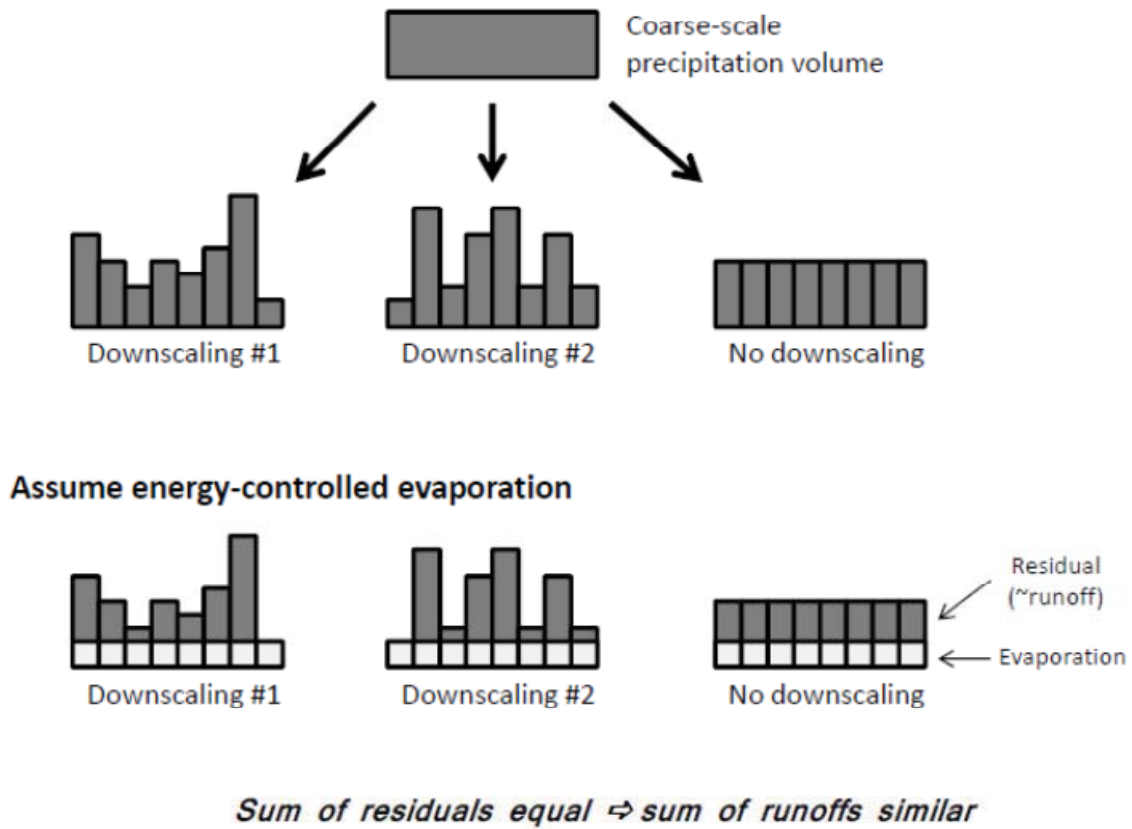 Coarse-scale
precipitation volume
Downscaling #1
Downscaling #2
No downscaling
Assume energy-controlled evaporation
Residual
(~runoff)
Evaporation
Downscaling #1
Downscaling #2
No downscaling
Sum of residuals equal ⇨ sum of runoffs similar